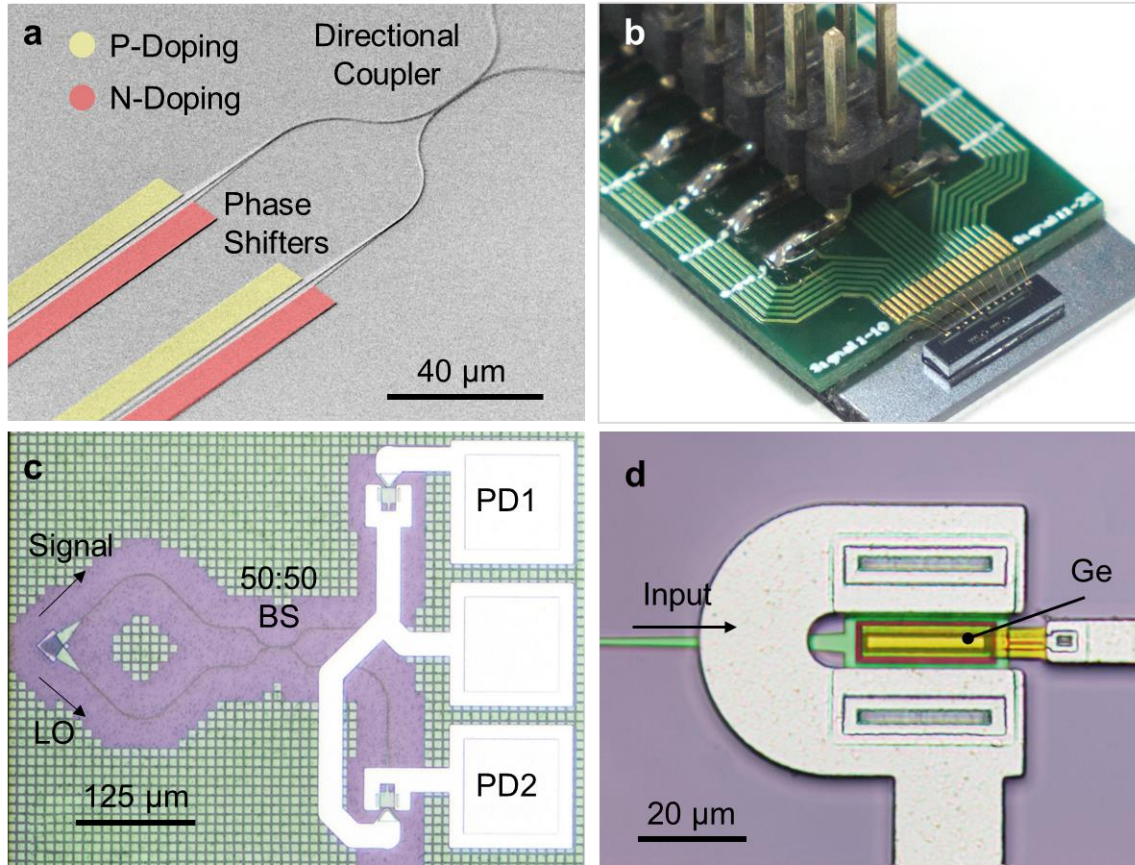 a
P-Doping
N-Doping
Directional
Coupler
Phase
Shifters
40 μm
b
c
Signal
50:50
BS
LO
PD1
PD2
125 μm
d
Input
Ge
20 μm